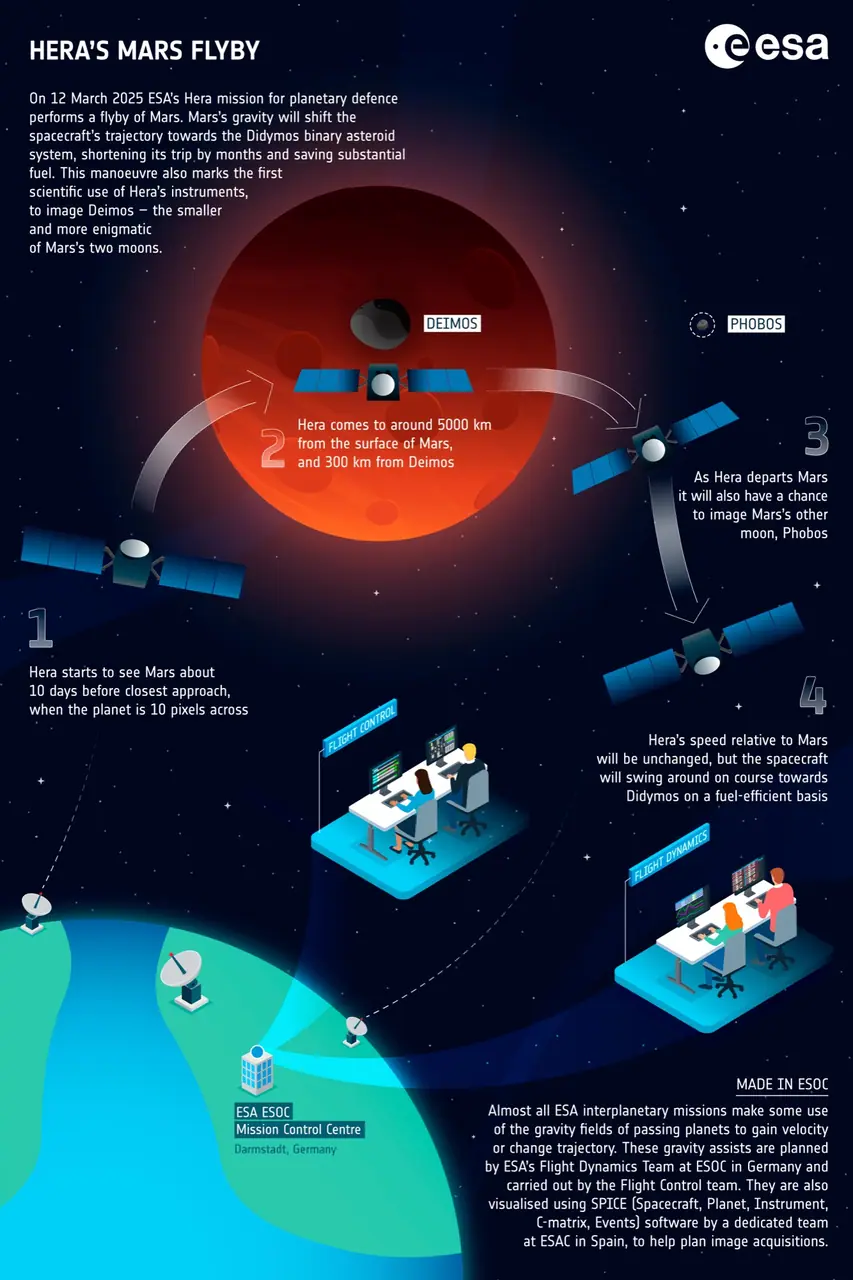 HERA'S MARS FLYBY
esa
On 12 March 2025 ESA's Hera mission for planetary defence
performs a flyby of Mars. Mars's gravity will shift the
spacecraft's trajectory towards the Didymos binary asteroid
system, shortening its trip by months and saving substantial
fuel. This manoeuvre also marks the first
scientific use of Hera's instruments,
to image Deimos – the smaller
and more enigmatic
of Mars's two moons.
DEIMOS
PHOBOS
2
Hera comes to around 5000 km
from the surface of Mars,
and 300 km from Deimos
3
As Hera departs Mars
it will also have a chance
to image Mars's other
moon, Phobos
1
Hera starts to see Mars about
10 days before closest approach,
when the planet is 10 pixels across
4
Hera's speed relative to Mars
will be unchanged, but the spacecraft
will swing around on course towards
Didymos on a fuel-efficient basis
FLIGHT CONTROL
FLIGHT DYNAMICS
ESA ESOC
Mission Control Centre
Darmstadt, Germany
MADE IN ESOC
Almost all ESA interplanetary missions make some use
of the gravity fields of passing planets to gain velocity
or change trajectory. These gravity assists are planned
by ESA's Flight Dynamics Team at ESOC in Germany and
carried out by the Flight Control team. They are also
visualised using SPICE (Spacecraft, Planet, Instrument,
C-matrix, Events) software by a dedicated team
at ESAC in Spain, to help plan image acquisitions.